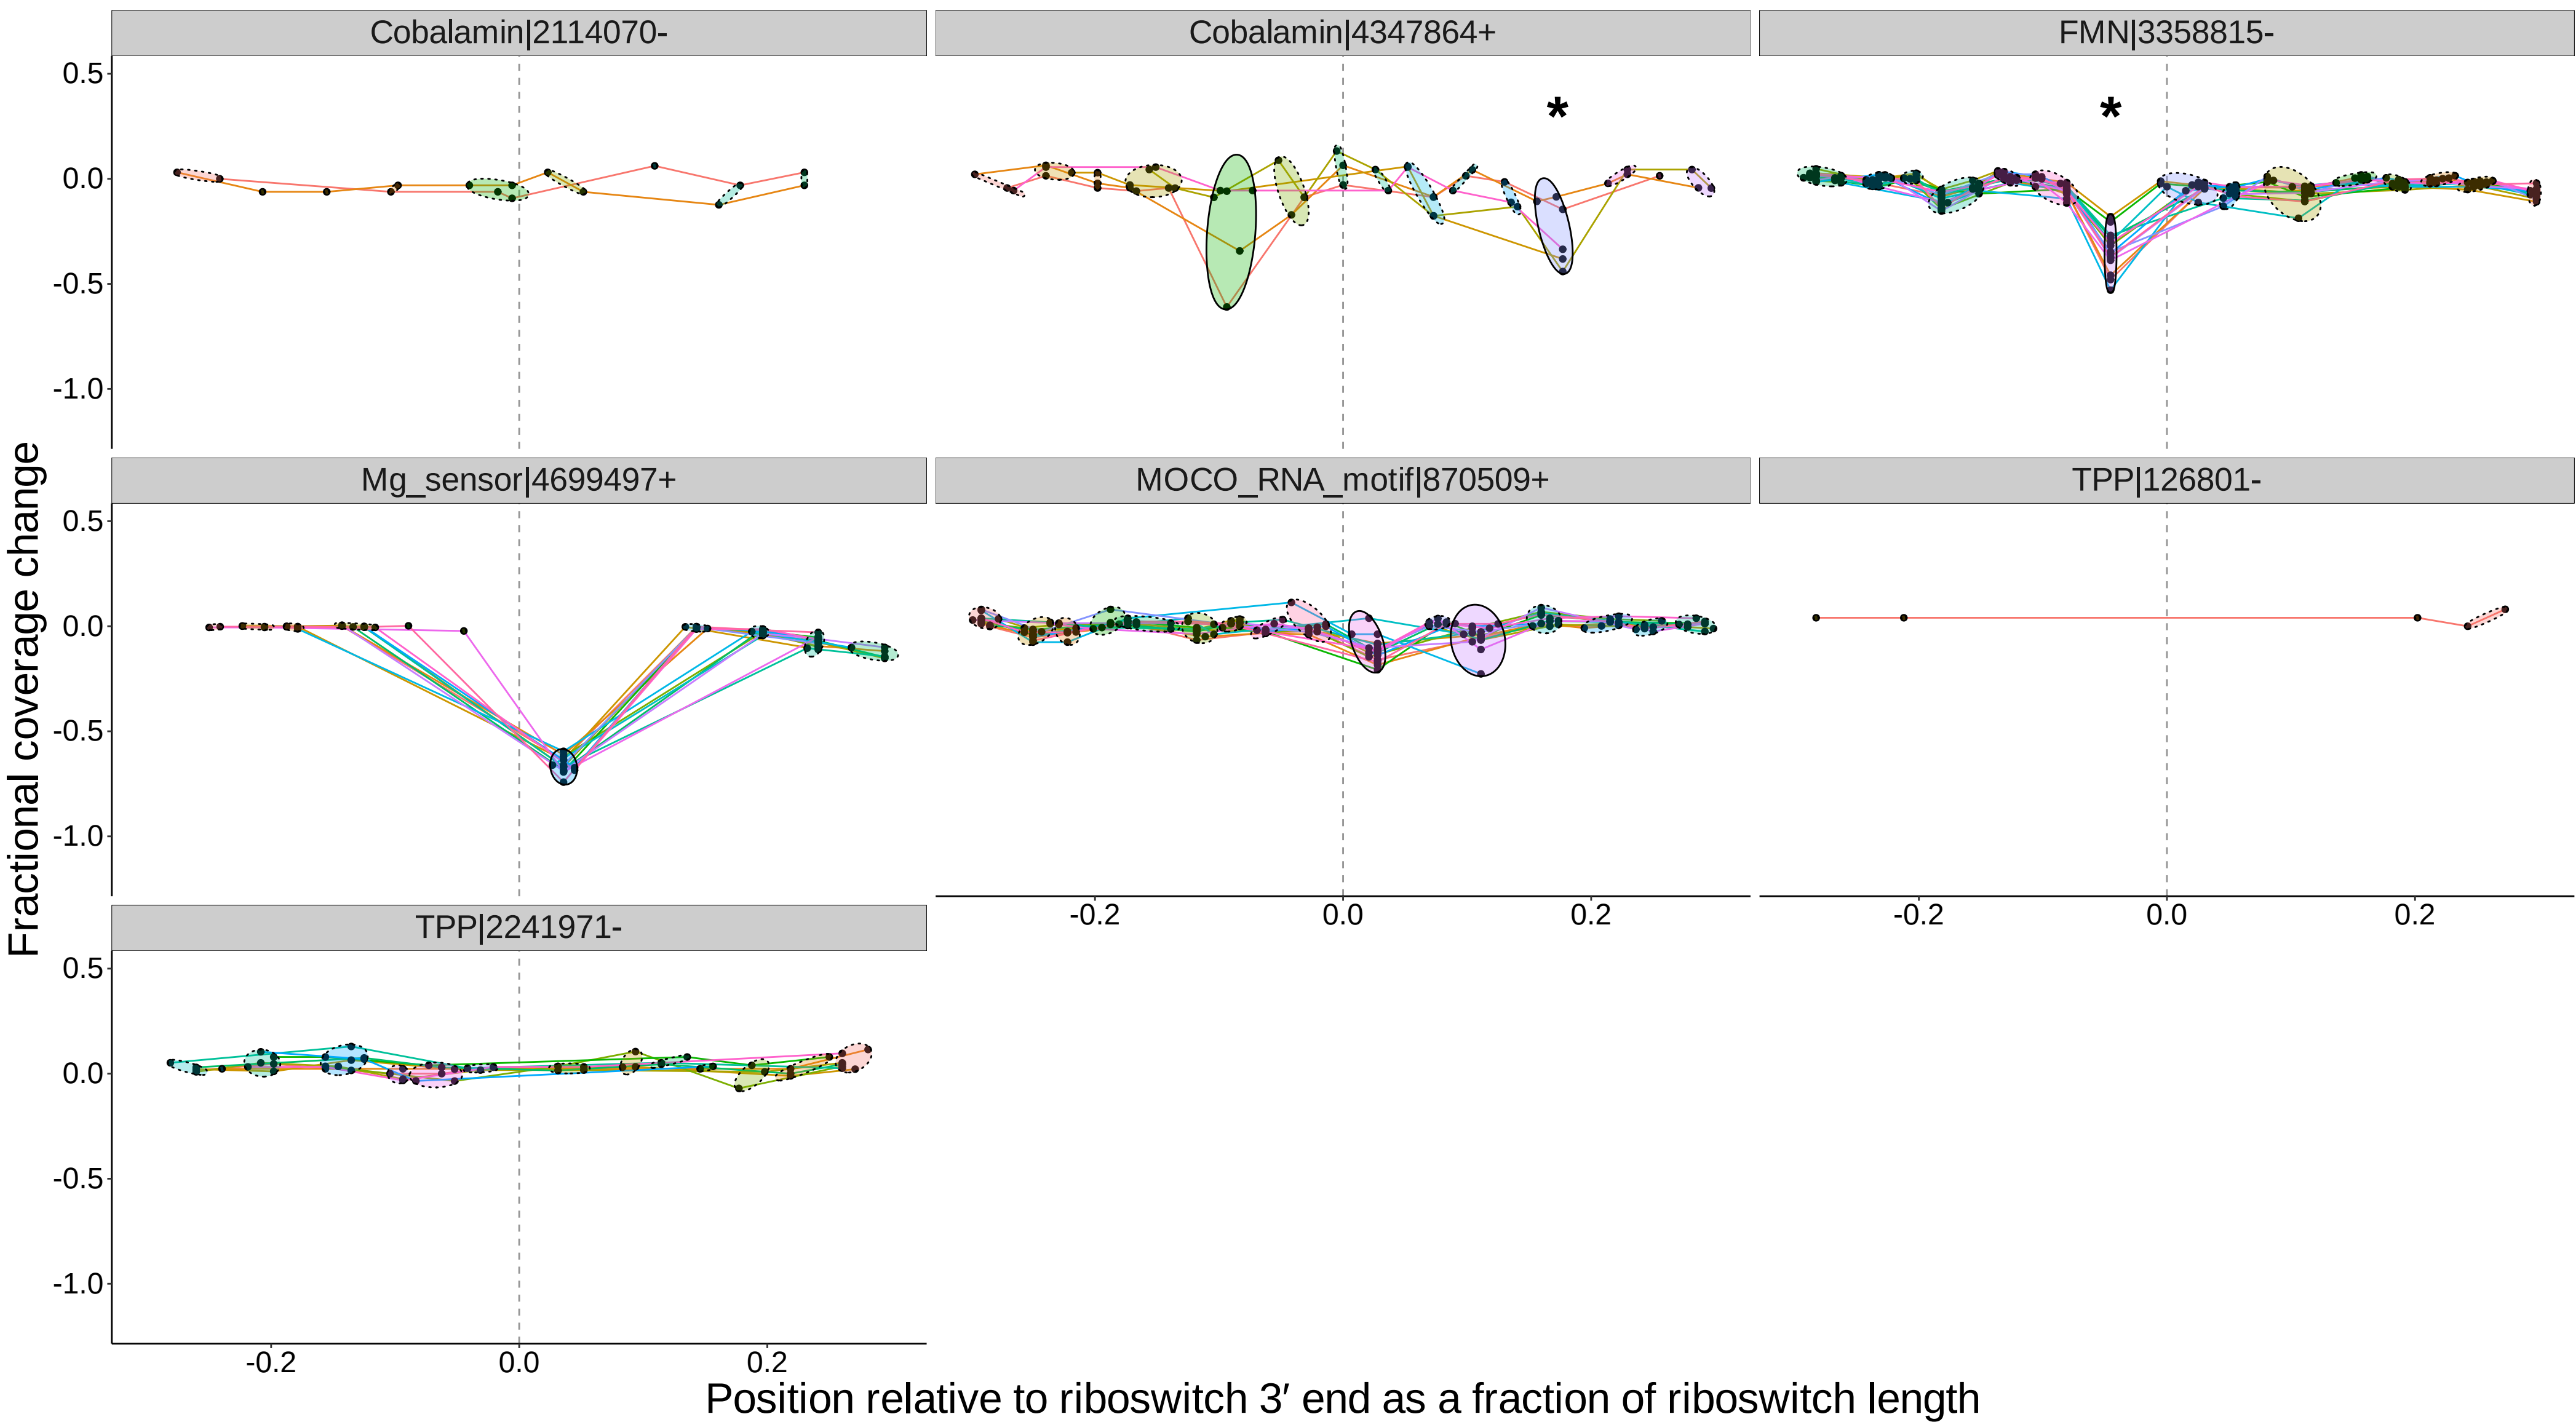 Cobalamin|2114070-
Cobalamin|4347864+
FMN|3358815-
0.5
0.0
-0.5
-1.0
*
*
Mg_sensor|4699497+
MOCO_RNA_motif|870509+
TPP|126801-
0.5
0.0
-0.5
-1.0
-0.2 0.0 0.2
-0.2 0.0 0.2
TPP|2241971-
0.5
0.0
-0.5
-1.0
-0.2 0.0 0.2
Fractional coverage change
Position relative to riboswitch 3′ end as a fraction of riboswitch length